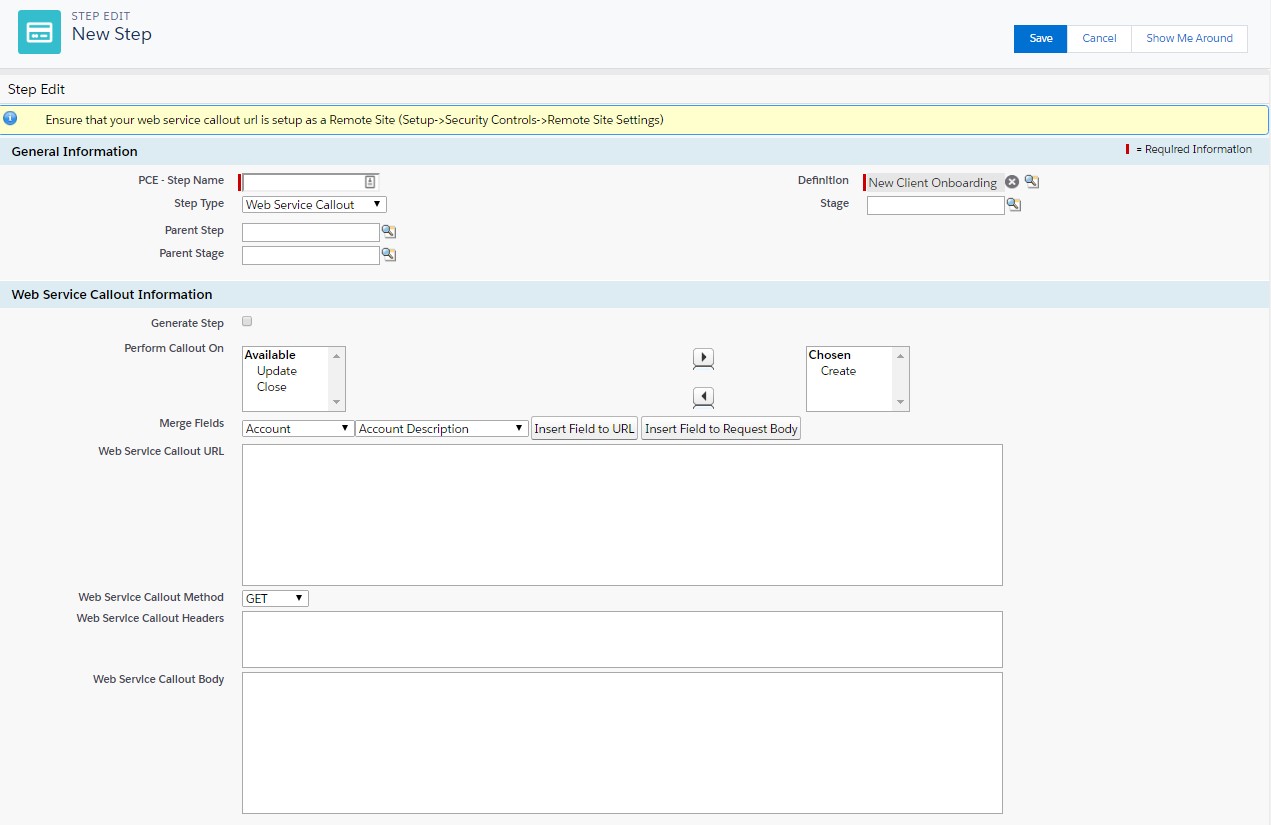 STEP EDIT
New Step
Save Cancel Show Me Around
Step Edit
Ensure that your web service callout url is setup as a Remote Site (Setup->Security Controls->Remote Site Settings)
General Information = Required Information
PCE - Step Name Definition New Client Onboarding
Step Type Web Service Callout Stage
Parent Step
Parent Stage
Web Service Callout Information
Generate Step
Perform Callout On Available Chosen
Update Create
Close
Merge Fields Account Account Description Insert Field to URL Insert Field to Request Body
Web Service Callout URL
Web Service Callout Method GET
Web Service Callout Headers
Web Service Callout Body